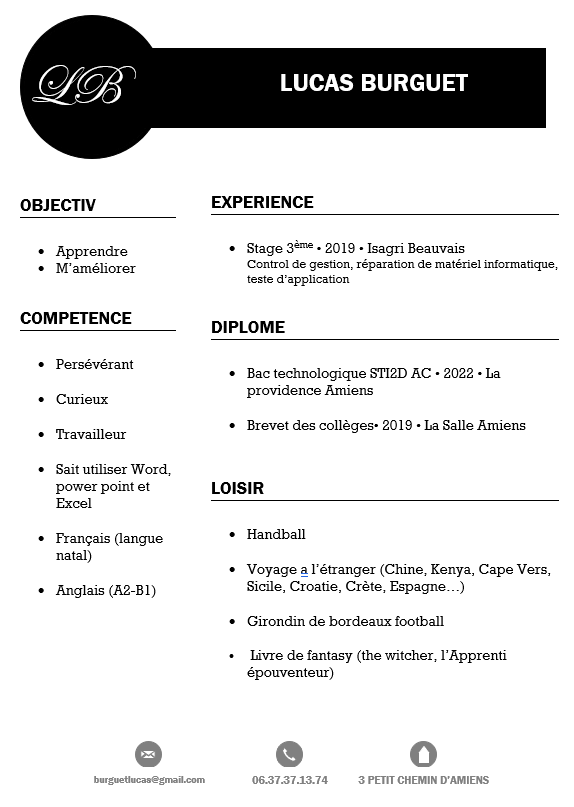 LB
LUCAS BURGUET
OBJECTIV
• Apprendre
• M'améliorer
COMPETENCE
• Persévérant
• Curieux
• Travailleur
• Sait utiliser Word,
power point et
Excel
• Français (langue
natal)
• Anglais (A2-B1)
EXPERIENCE
• Stage 3ème • 2019 • Isagri Beauvais
Control de gestion, réparation de matériel informatique,
teste d'application
DIPLOME
• Bac technologique STI2D AC • 2022 • La
providence Amiens
• Brevet des collèges• 2019 • La Salle Amiens
LOISIR
• Handball
• Voyage a l'étranger (Chine, Kenya, Cape Vers,
Sicile, Croatie, Crète, Espagne…)
• Girondin de bordeaux football
• Livre de fantasy (the witcher, l'Apprenti
épouventeur)
burguetlucas@gmail.com
06.37.37.13.74
3 PETIT CHEMIN D'AMIENS